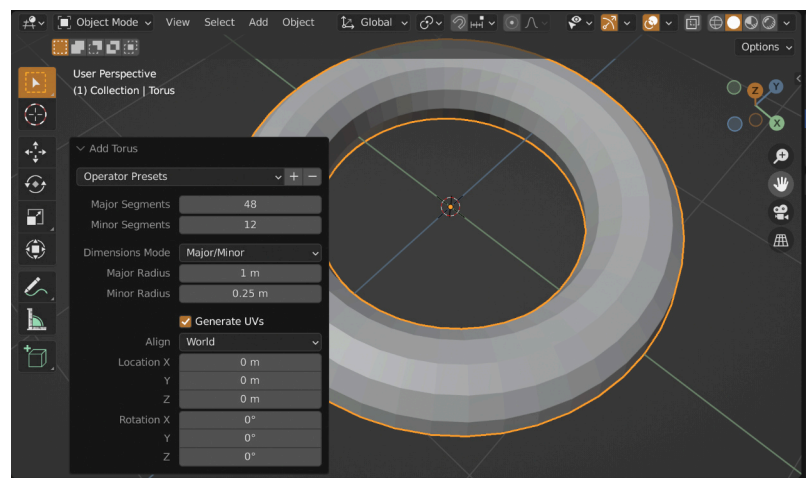 Object Mode View Select Add Object Global
Options
User Perspective
(1) Collection | Torus
Z Y
X
Add Torus
Operator Presets
Major Segments 48
Minor Segments 12
Dimensions Mode Major/Minor
Major Radius 1 m
Minor Radius 0.25 m
Generate UVs
Align World
Location X 0 m
Y 0 m
Z 0 m
Rotation X 0°
Y 0°
Z 0°